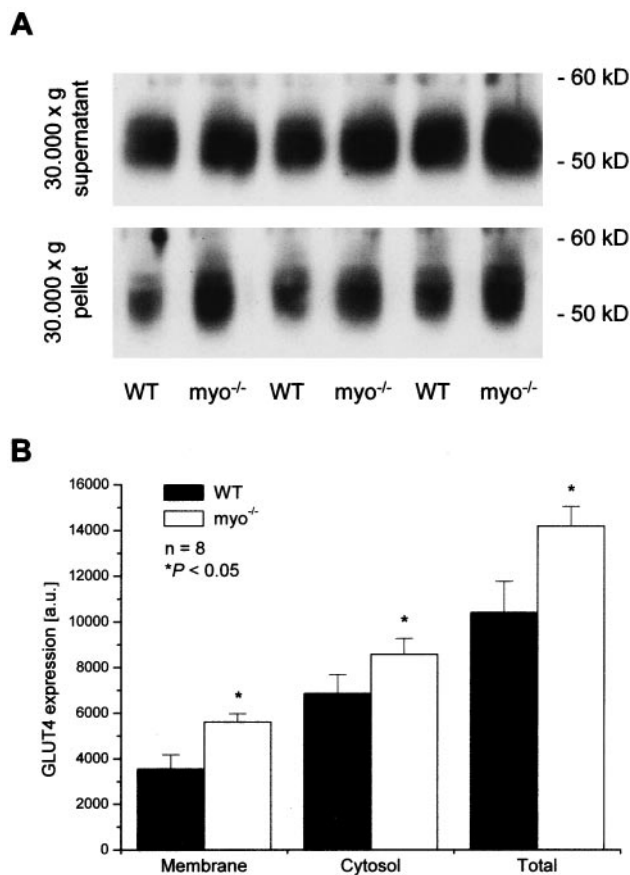 A
30.000 x g
supernatant
- 60 kD
- 50 kD
30.000 x g
pellet
- 60 kD
- 50 kD
WT myo-/- WT myo-/- WT myo-/-
B
GLUT4 expression [a.u.]
16000
14000
12000
10000
8000
6000
4000
2000
0
WT
myo-/-
n = 8
*P < 0.05
*
*
*
Membrane Cytosol Total